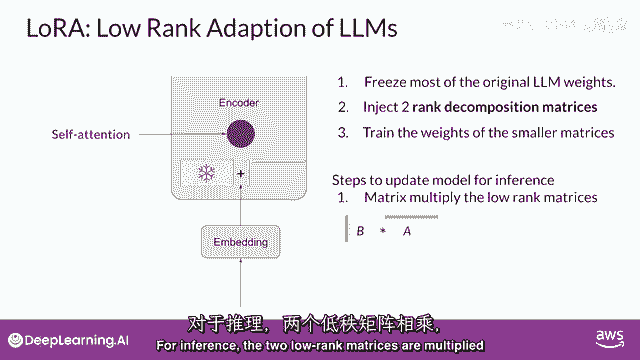 LoRA: Low Rank Adaption of LLMs
Encoder
Self-attention
+
Embedding
1. Freeze most of the original LLM weights.
2. Inject 2 rank decomposition matrices
3. Train the weights of the smaller matrices
Steps to update model for inference
1. Matrix multiply the low rank matrices
B * A
对于推理，两个低秩矩阵相乘，
For inference, the two low-rank matrices are multiplied
DeepLearning.AI
aws